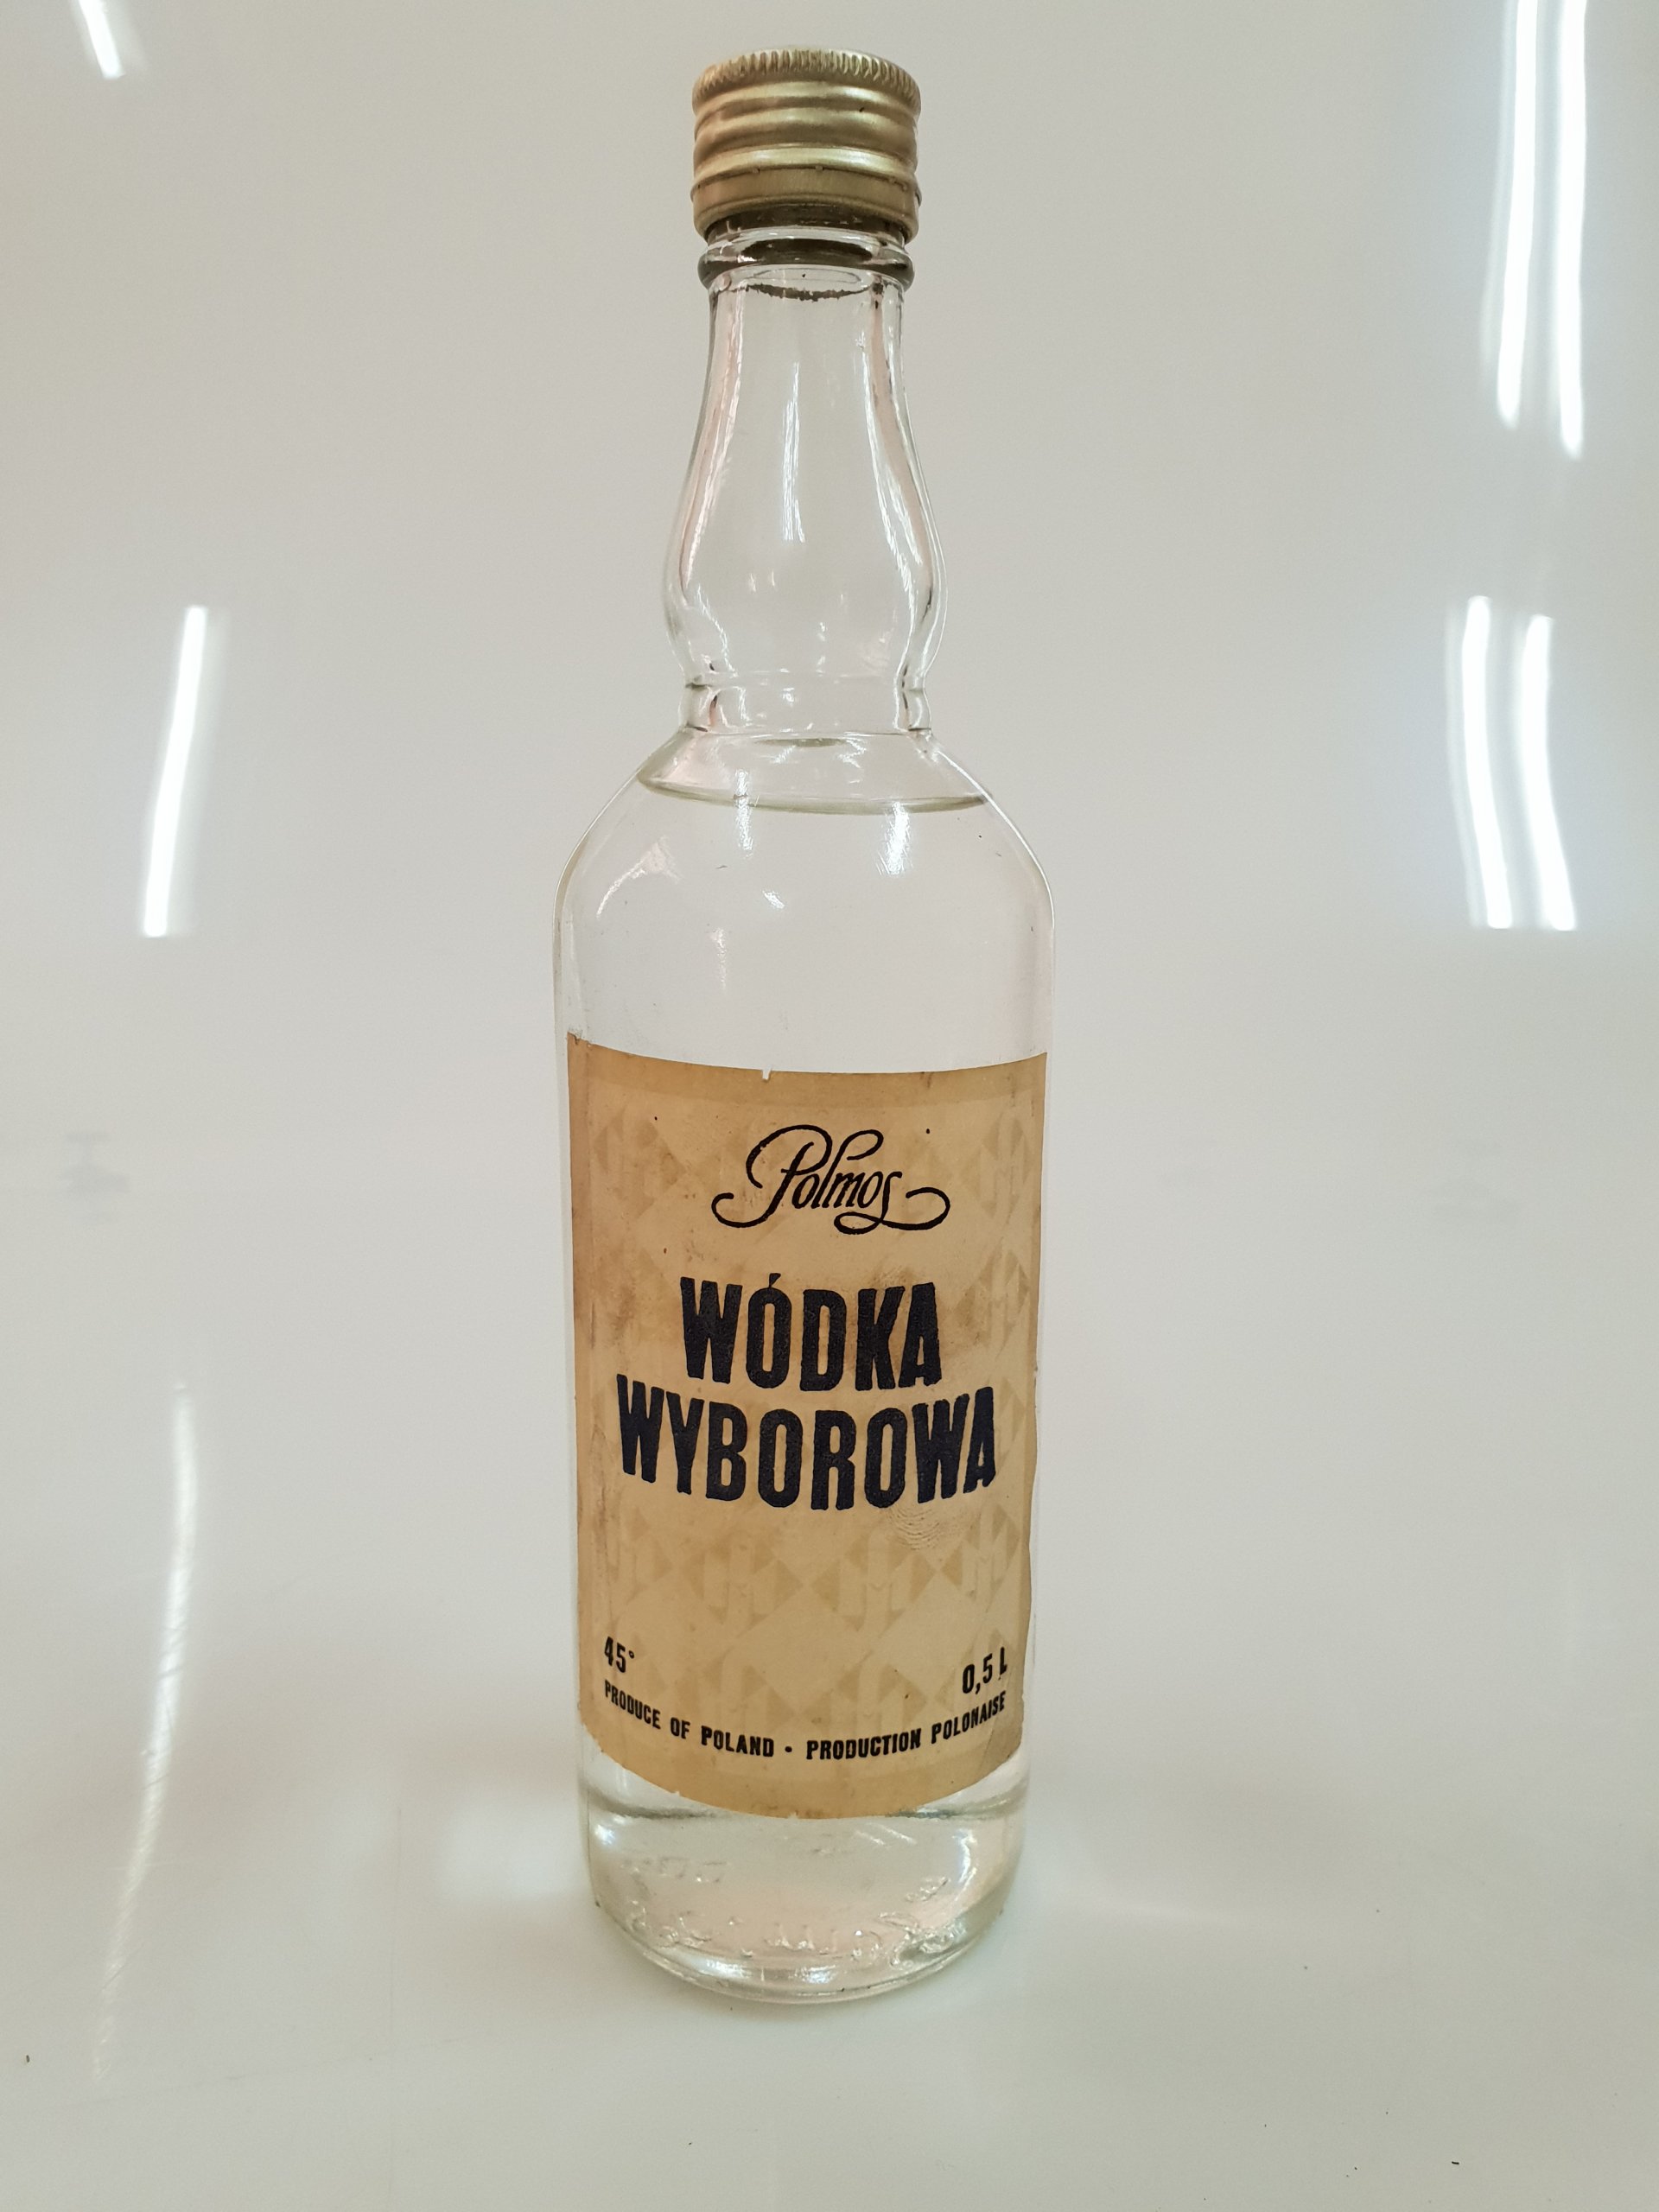 Polmos
WÓDKA
WYBOROWA
45°
0,5 L
PRODUCE OF POLAND • PRODUCTION POLONAISE